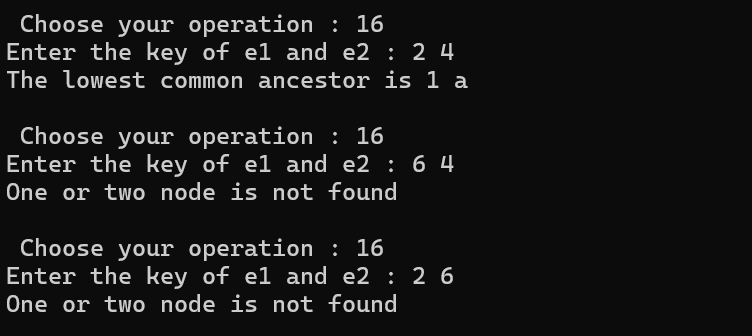 Choose your operation : 16
Enter the key of e1 and e2 : 2 4
The lowest common ancestor is 1 a
Choose your operation : 16
Enter the key of e1 and e2 : 6 4
One or two node is not found
Choose your operation : 16
Enter the key of e1 and e2 : 2 6
One or two node is not found